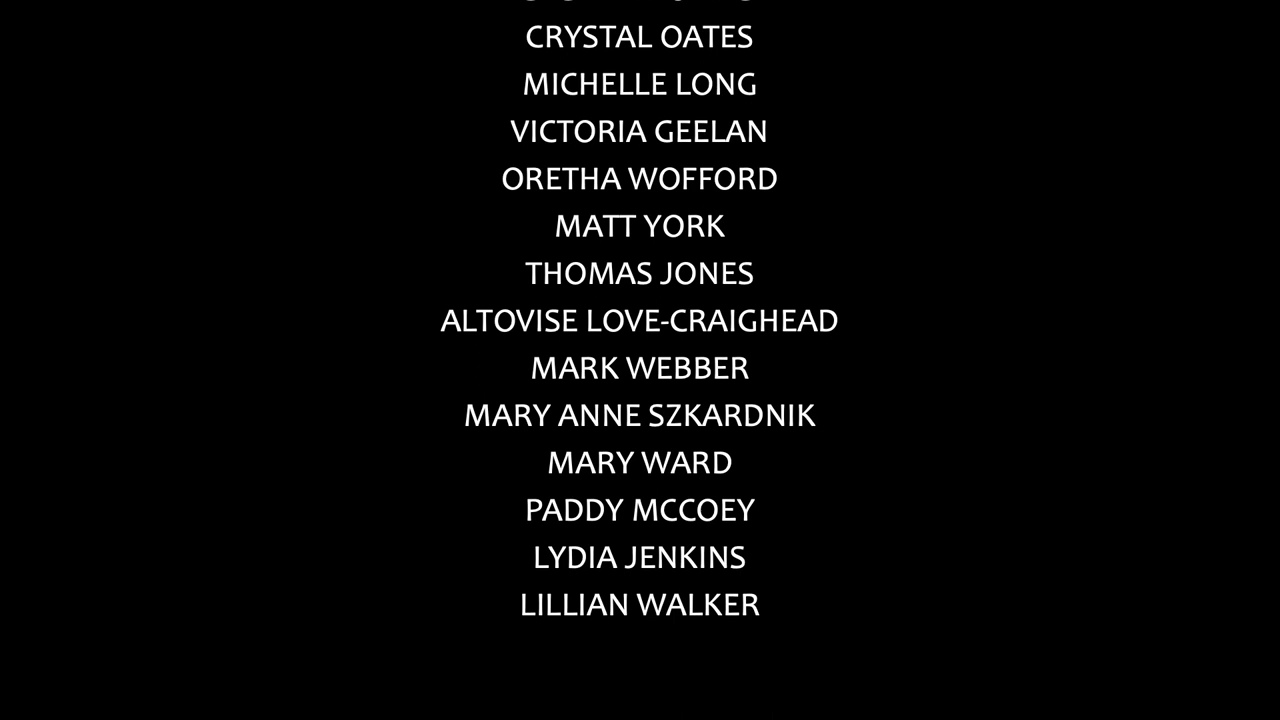 CRYSTAL OATES
MICHELLE LONG
VICTORIA GEELAN
ORETHA WOFFORD
MATT YORK
THOMAS JONES
ALTOVISE LOVE-CRAIGHEAD
MARK WEBBER
MARY ANNE SZKARDNIK
MARY WARD
PADDY MCCOEY
LYDIA JENKINS
LILLIAN WALKER